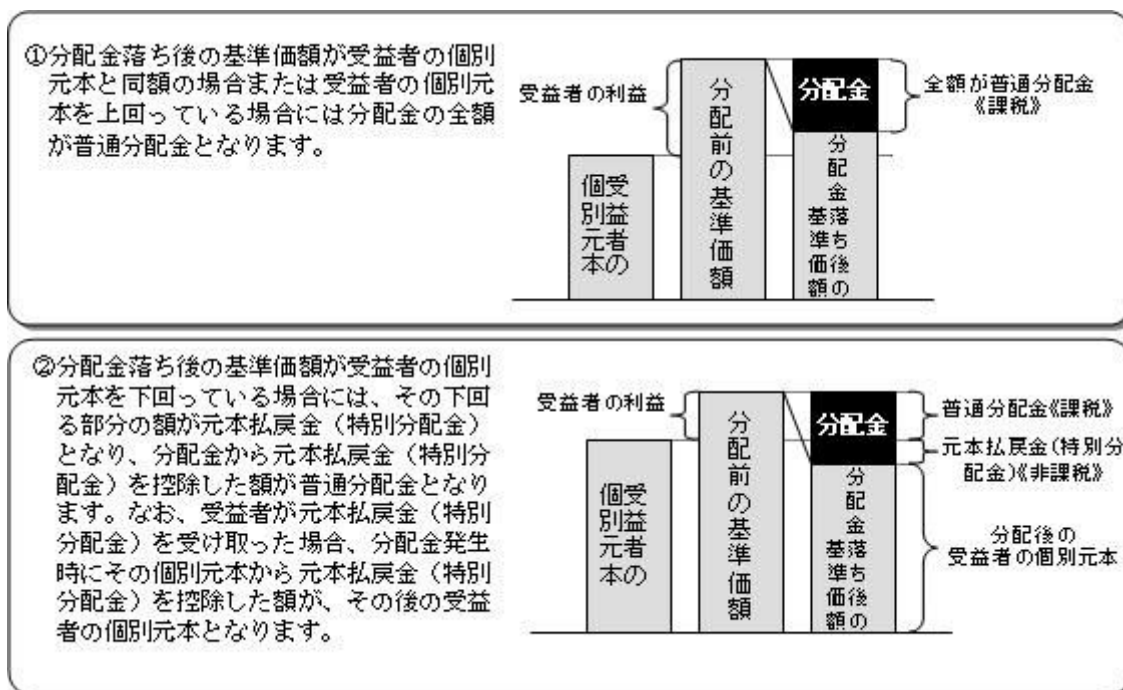 ①分配金落ち後の基準価額が受益者の個別
元本と同額の場合または受益者の個別元
本を上回っている場合には分配金の全額
が普通分配金となります。
受益者の利益
受益者の
個別元本
分配前の基準価額
分配金
分配金落ち後の
基準価額
全額が普通分配金
《課税》
②分配金落ち後の基準価額が受益者の個別
元本を下回っている場合には、その下回
る部分の額が元本払戻金(特別分配金)
となり、分配金から元本払戻金(特別分
配金)を控除した額が普通分配金となり
ます。なお、受益者が元本払戻金(特別
分配金)を受け取った場合、分配金発生
時にその個別元本から元本払戻金(特別
分配金)を控除した額が、その後の受益
者の個別元本となります。
受益者の利益
受益者の
個別元本
分配前の基準価額
分配金
分配金落ち後の
基準価額
普通分配金《課税》
元本払戻金(特別分
配金)《非課税》
分配後の
受益者の個別元本